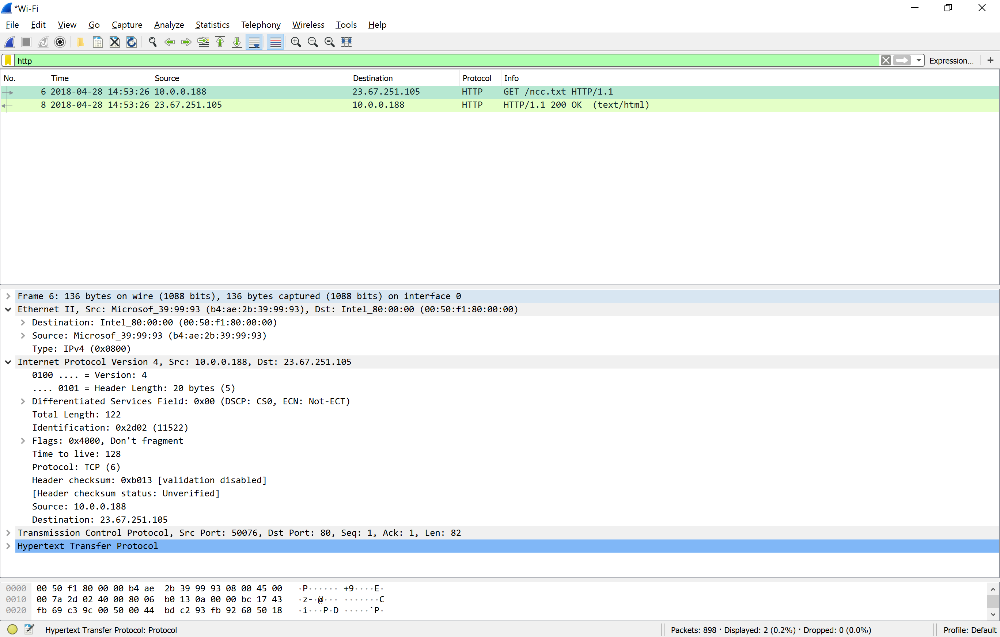 *Wi-Fi
File Edit View Go Capture Analyze Statistics Telephony Wireless Tools Help
http Expression... +
No. Time Source Destination Protocol Info
6 2018-04-28 14:53:26 10.0.0.188 23.67.251.105 HTTP GET /ncc.txt HTTP/1.1
8 2018-04-28 14:53:26 23.67.251.105 10.0.0.188 HTTP HTTP/1.1 200 OK (text/html)
Frame 6: 136 bytes on wire (1088 bits), 136 bytes captured (1088 bits) on interface 0
Ethernet II, Src: Microsof_39:99:93 (b4:ae:2b:39:99:93), Dst: Intel_80:00:00 (00:50:f1:80:00:00)
Destination: Intel_80:00:00 (00:50:f1:80:00:00)
Source: Microsof_39:99:93 (b4:ae:2b:39:99:93)
Type: IPv4 (0x0800)
Internet Protocol Version 4, Src: 10.0.0.188, Dst: 23.67.251.105
0100 .... = Version: 4
.... 0101 = Header Length: 20 bytes (5)
Differentiated Services Field: 0x00 (DSCP: CS0, ECN: Not-ECT)
Total Length: 122
Identification: 0x2d02 (11522)
Flags: 0x4000, Don't fragment
Time to live: 128
Protocol: TCP (6)
Header checksum: 0xb013 [validation disabled]
[Header checksum status: Unverified]
Source: 10.0.0.188
Destination: 23.67.251.105
Transmission Control Protocol, Src Port: 50076, Dst Port: 80, Seq: 1, Ack: 1, Len: 82
Hypertext Transfer Protocol
0000 00 50 f1 80 00 00 b4 ae 2b 39 99 93 08 00 45 00 ·P······ +9····E·
0010 00 7a 2d 02 40 00 80 06 b0 13 0a 00 00 bc 17 43 ·z-·@··· ·······C
0020 fb 69 c3 9c 00 50 00 44 bd c2 93 fb 92 60 50 18 ·i···P·D ·····`P·
Hypertext Transfer Protocol: Protocol Packets: 898 · Displayed: 2 (0.2%) · Dropped: 0 (0.0%) Profile: Default